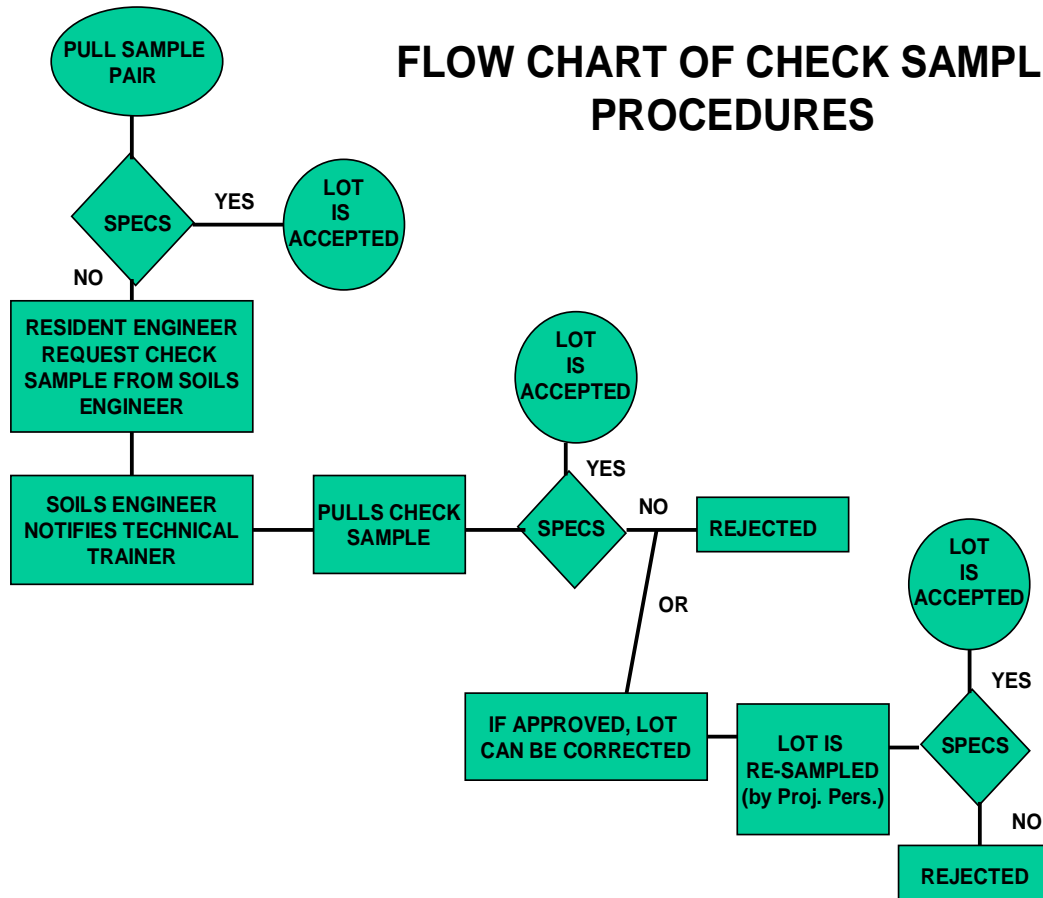 FLOW CHART OF CHECK SAMPL
PROCEDURES
PULL SAMPLE
PAIR
SPECS
YES
LOT
IS
ACCEPTED
NO
RESIDENT ENGINEER
REQUEST CHECK
SAMPLE FROM SOILS
ENGINEER
SOILS ENGINEER
NOTIFIES TECHNICAL
TRAINER
PULLS CHECK
SAMPLE
SPECS
YES
LOT
IS
ACCEPTED
NO
REJECTED
OR
IF APPROVED, LOT
CAN BE CORRECTED
LOT IS
RE-SAMPLED
(by Proj. Pers.)
SPECS
YES
LOT
IS
ACCEPTED
NO
REJECTED